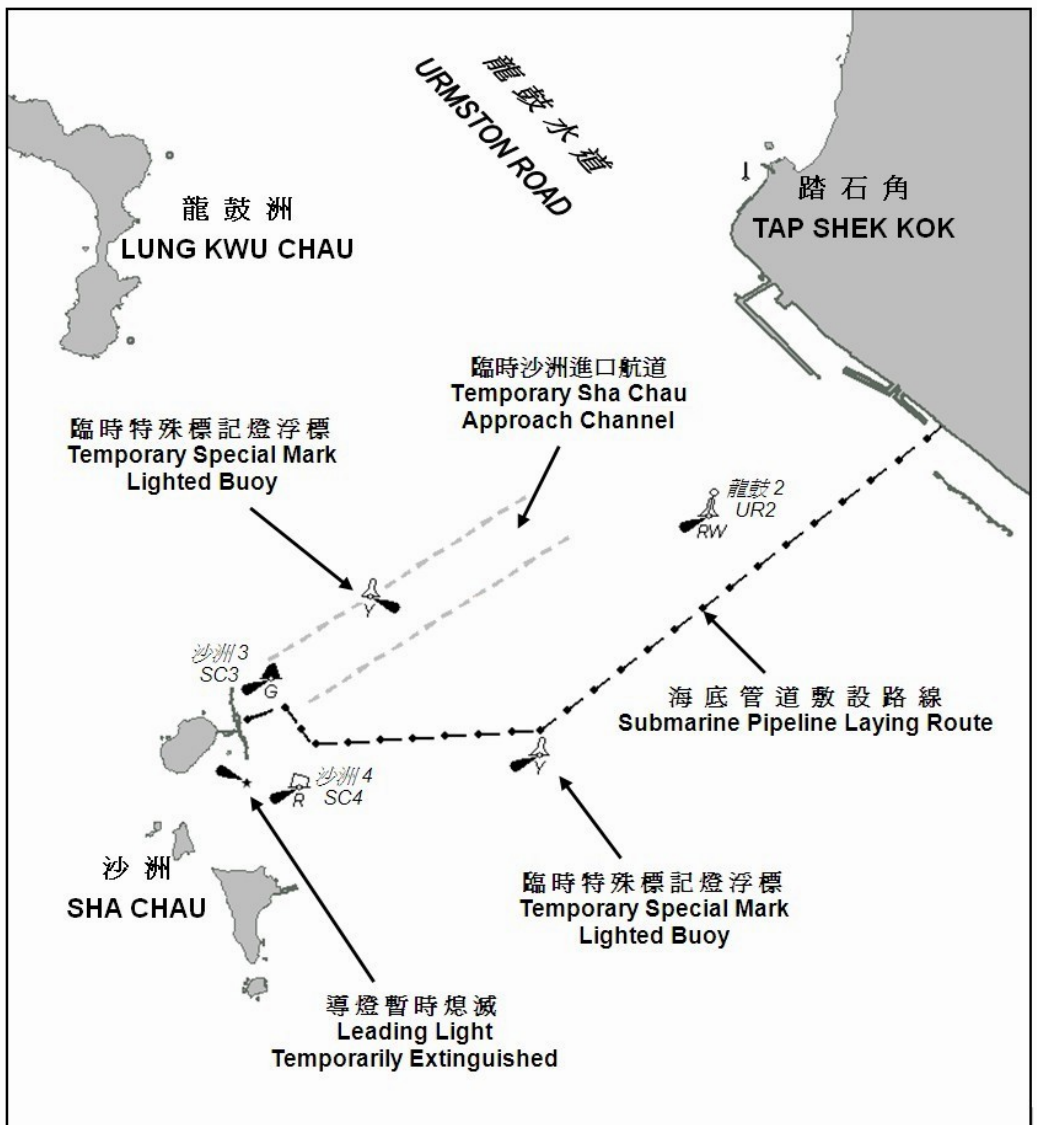 龍鼓水道
URMSTON ROAD
踏石角
TAP SHEK KOK
龍鼓洲
LUNG KWU CHAU
臨時沙洲進口航道
Temporary Sha Chau
Approach Channel
臨時特殊標記燈浮標
Temporary Special Mark
Lighted Buoy
龍鼓 2
UR2
RW
Y
沙洲 3
SC3
G
海底管道敷設路線
Submarine Pipeline Laying Route
Y
沙洲 4
SC4
R
沙洲
SHA CHAU
臨時特殊標記燈浮標
Temporary Special Mark
Lighted Buoy
導燈暫時熄滅
Leading Light
Temporarily Extinguished